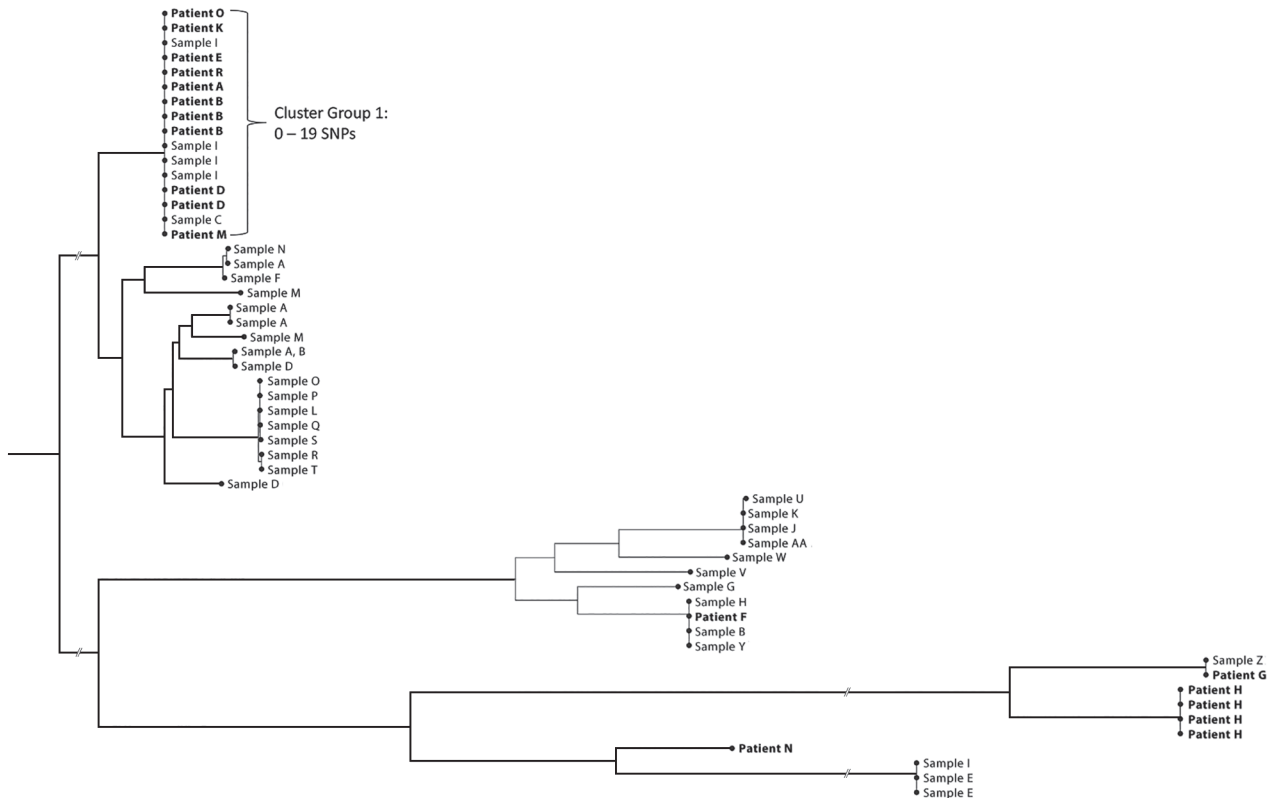 Patient O
Patient K
Sample I
Patient E
Patient R
Patient A
Patient B
Patient B
Patient B
Sample I
Sample I
Sample I
Patient D
Patient D
Sample C
Patient M
Cluster Group 1:
0 – 19 SNPs
Sample N
Sample A
Sample F
Sample M
Sample A
Sample A
Sample M
Sample A, B
Sample D
Sample O
Sample P
Sample L
Sample Q
Sample S
Sample R
Sample T
Sample D
Sample U
Sample K
Sample J
Sample AA
Sample W
Sample V
Sample G
Sample H
Patient F
Sample B
Sample Y
Sample Z
Patient G
Patient H
Patient H
Patient H
Patient H
Patient N
Sample I
Sample E
Sample E